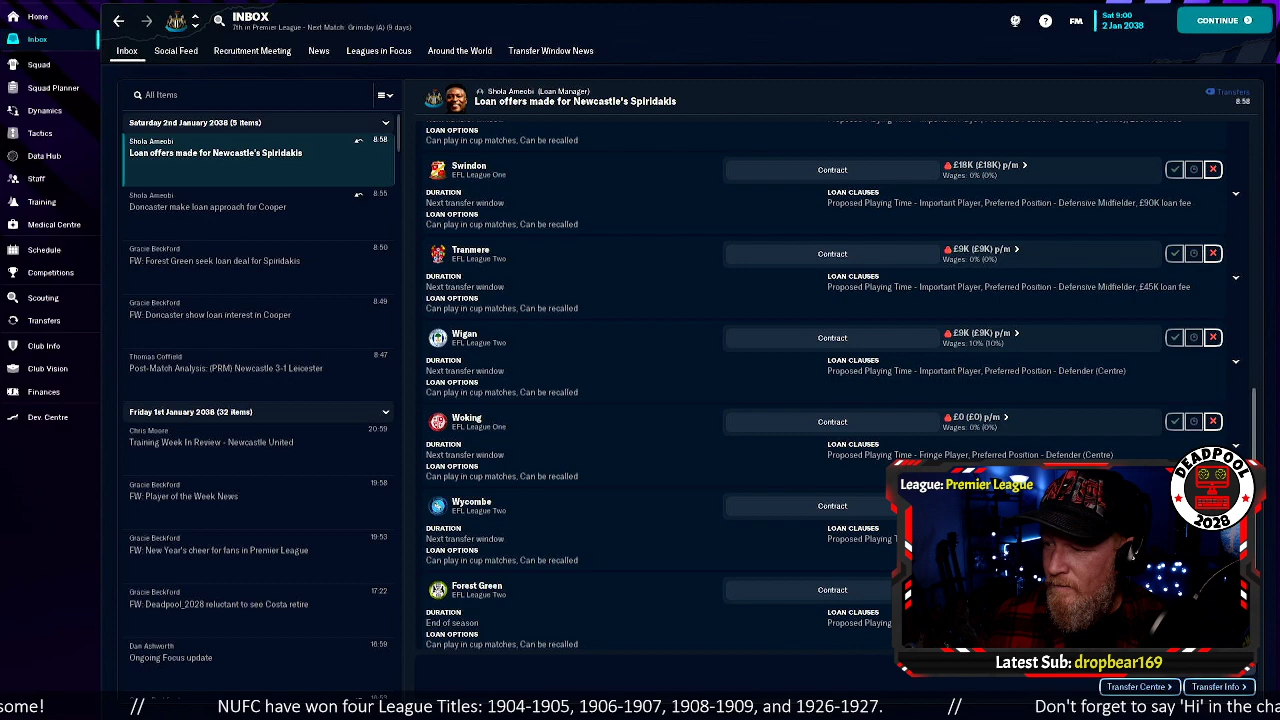 Home
Inbox
Squad
Squad Planner
Dynamics
Tactics
Data Hub
Staff
Training
Medical Centre
Schedule
Competitions
Scouting
Transfers
Club Info
Club Vision
Finances
Dev Centre
INBOX
7th in Premier League - Next Match: Grimsby (A) (9 days)
FM
Sat 9:00
2 Jan 2038
CONTINUE
Inbox
Social Feed
Recruitment Meeting
News
Leagues in Focus
Around the World
Transfer Window News
All Items
Saturday 2nd January 2038 (5 items)
Shola Ameobi
8:58
Loan offers made for Newcastle's Spiridakis
Shola Ameobi
8:55
Doncaster make loan approach for Cooper
Gracie Beckford
8:50
FW: Forest Green seek loan deal for Spiridakis
Gracie Beckford
8:49
FW: Doncaster show loan interest in Cooper
Thomas Coffield
8:47
Post-Match Analysis: (PRM) Newcastle 3-1 Leicester
Friday 1st January 2038 (32 items)
Chris Moore
20:59
Training Week In Review - Newcastle United
Gracie Beckford
19:58
FW: Player of the Week News
Gracie Beckford
19:53
FW: New Year's cheer for fans in Premier League
Gracie Beckford
17:22
FW: Deadpool_2028 reluctant to see Costa retire
Dan Ashworth
16:59
Ongoing Focus update
Shola Ameobi (Loan Manager)
Loan offers made for Newcastle's Spiridakis
Transfers
8:58
LOAN OPTIONS
Can play in cup matches, Can be recalled
Swindon
EFL League One
Contract
£18K (£18K) p/m
Wages: 0% (0%)
DURATION
Next transfer window
LOAN OPTIONS
Can play in cup matches, Can be recalled
LOAN CLAUSES
Proposed Playing Time - Important Player, Preferred Position - Defensive Midfielder, £90K loan fee
Tranmere
EFL League Two
Contract
£9K (£9K) p/m
Wages: 0% (0%)
DURATION
Next transfer window
LOAN OPTIONS
Can play in cup matches, Can be recalled
LOAN CLAUSES
Proposed Playing Time - Important Player, Preferred Position - Defensive Midfielder, £45K loan fee
Wigan
EFL League Two
Contract
£9K (£9K) p/m
Wages: 10% (10%)
DURATION
Next transfer window
LOAN OPTIONS
Can play in cup matches, Can be recalled
LOAN CLAUSES
Proposed Playing Time - Important Player, Preferred Position - Defender (Centre)
Woking
EFL League One
Contract
£0 (£0) p/m
Wages: 0% (0%)
DURATION
Next transfer window
LOAN OPTIONS
Can play in cup matches, Can be recalled
LOAN CLAUSES
Proposed Playing Time - Fringe Player, Preferred Position - Defender (Centre)
Wycombe
EFL League Two
Contract
DURATION
Next transfer window
LOAN OPTIONS
Can play in cup matches, Can be recalled
LOAN CLAUSES
Proposed Playing
Forest Green
EFL League Two
Contract
DURATION
End of season
LOAN OPTIONS
Can play in cup matches, Can be recalled
LOAN CLAUSES
Proposed Playing
League: Premier League
DEADPOOL
2028
Latest Sub: dropbear169
Transfer Centre
Transfer Info
some! // NUFC have won four League Titles: 1904-1905, 1906-1907, 1908-1909, and 1926-1927. // Don't forget to say 'Hi' in the cha